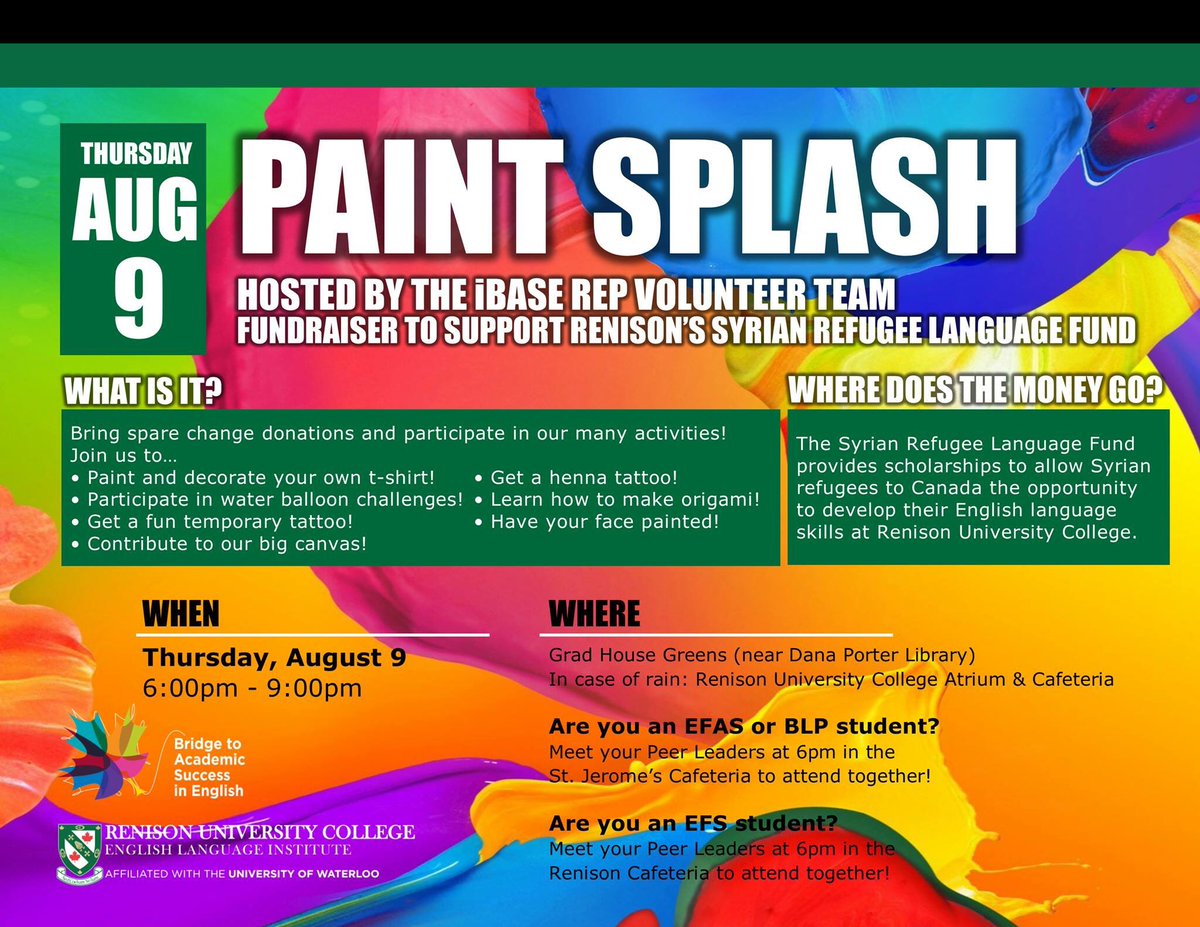 THURSDAY
AUG
9
PAINT SPLASH
HOSTED BY THE iBASE REP VOLUNTEER TEAM
FUNDRAISER TO SUPPORT RENISON'S SYRIAN REFUGEE LANGUAGE FUND
WHAT IS IT?
Bring spare change donations and participate in our many activities!
Join us to...
• Paint and decorate your own t-shirt!
• Participate in water balloon challenges!
• Get a fun temporary tattoo!
• Contribute to our big canvas!
• Get a henna tattoo!
• Learn how to make origami!
• Have your face painted!
WHERE DOES THE MONEY GO?
The Syrian Refugee Language Fund
provides scholarships to allow Syrian
refugees to Canada the opportunity
to develop their English language
skills at Renison University College.
WHEN
Thursday, August 9
6:00pm - 9:00pm
WHERE
Grad House Greens (near Dana Porter Library)
In case of rain: Renison University College Atrium & Cafeteria
Are you an EFAS or BLP student?
Meet your Peer Leaders at 6pm in the
St. Jerome's Cafeteria to attend together!
Are you an EFS student?
Meet your Peer Leaders at 6pm in the
Renison Cafeteria to attend together!
Bridge to
Academic
Success
in English
RENISON UNIVERSITY COLLEGE
ENGLISH LANGUAGE INSTITUTE
AFFILIATED WITH THE UNIVERSITY OF WATERLOO